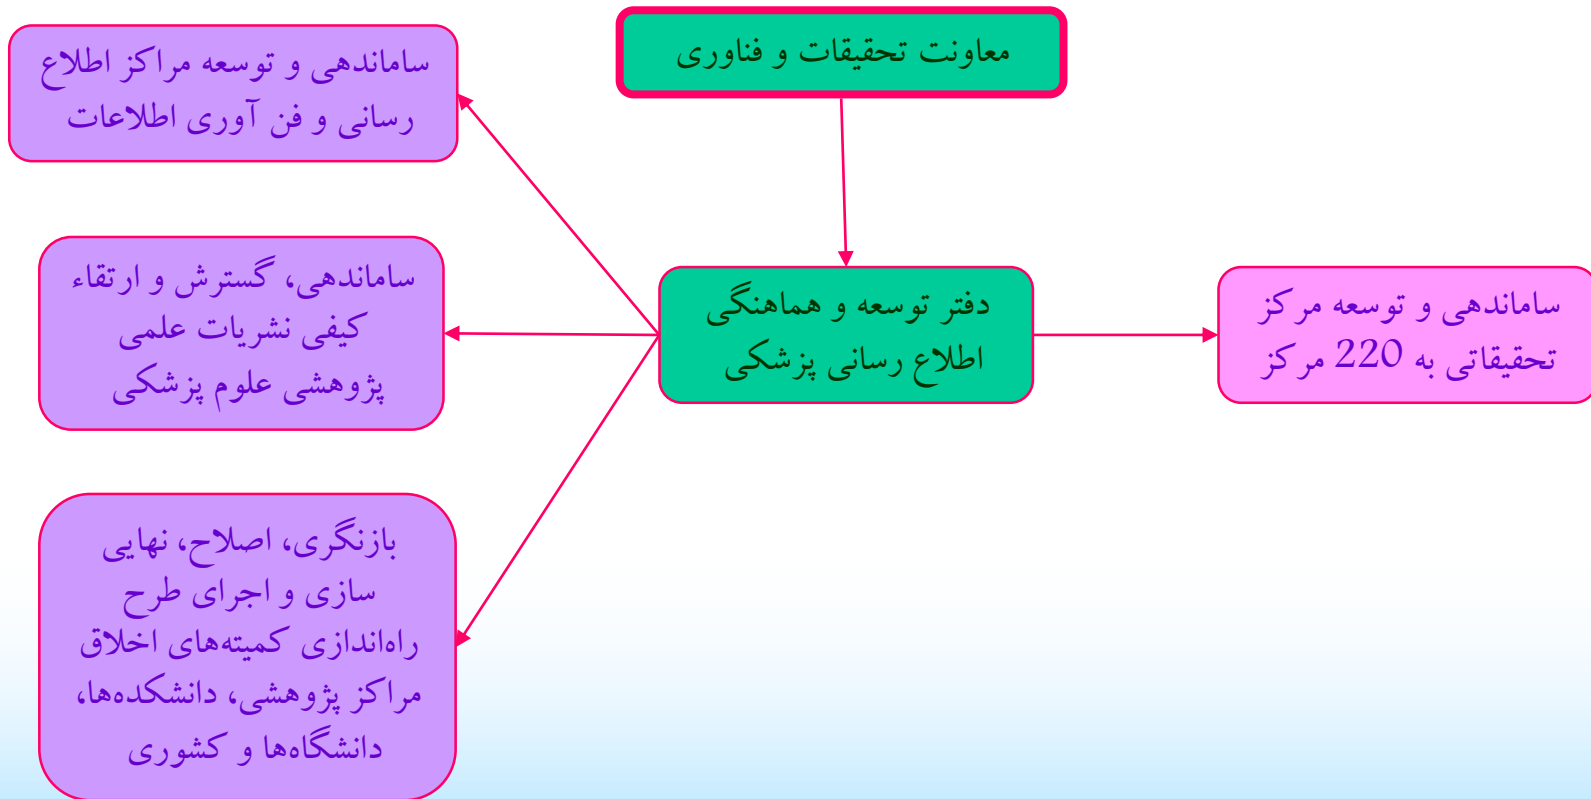 معاونت تحقیقات و فناوری
دفتر توسعه و هماهنگی
اطلاع رسانی پزشکی
ساماندهی و توسعه مرکز
تحقیقاتی به 220 مرکز
ساماندهی و توسعه مراکز اطلاع
رسانی و فن آوری اطلاعات
ساماندهی، گسترش و ارتقاء
کیفی نشریات علمی
پژوهشی علوم پزشکی
بازنگری، اصلاح، نهایی
سازی و اجرای طرح
راه‌اندازی کمیته‌های اخلاق
مراکز پژوهشی، دانشکده‌ها،
دانشگاه‌ها و کشوری